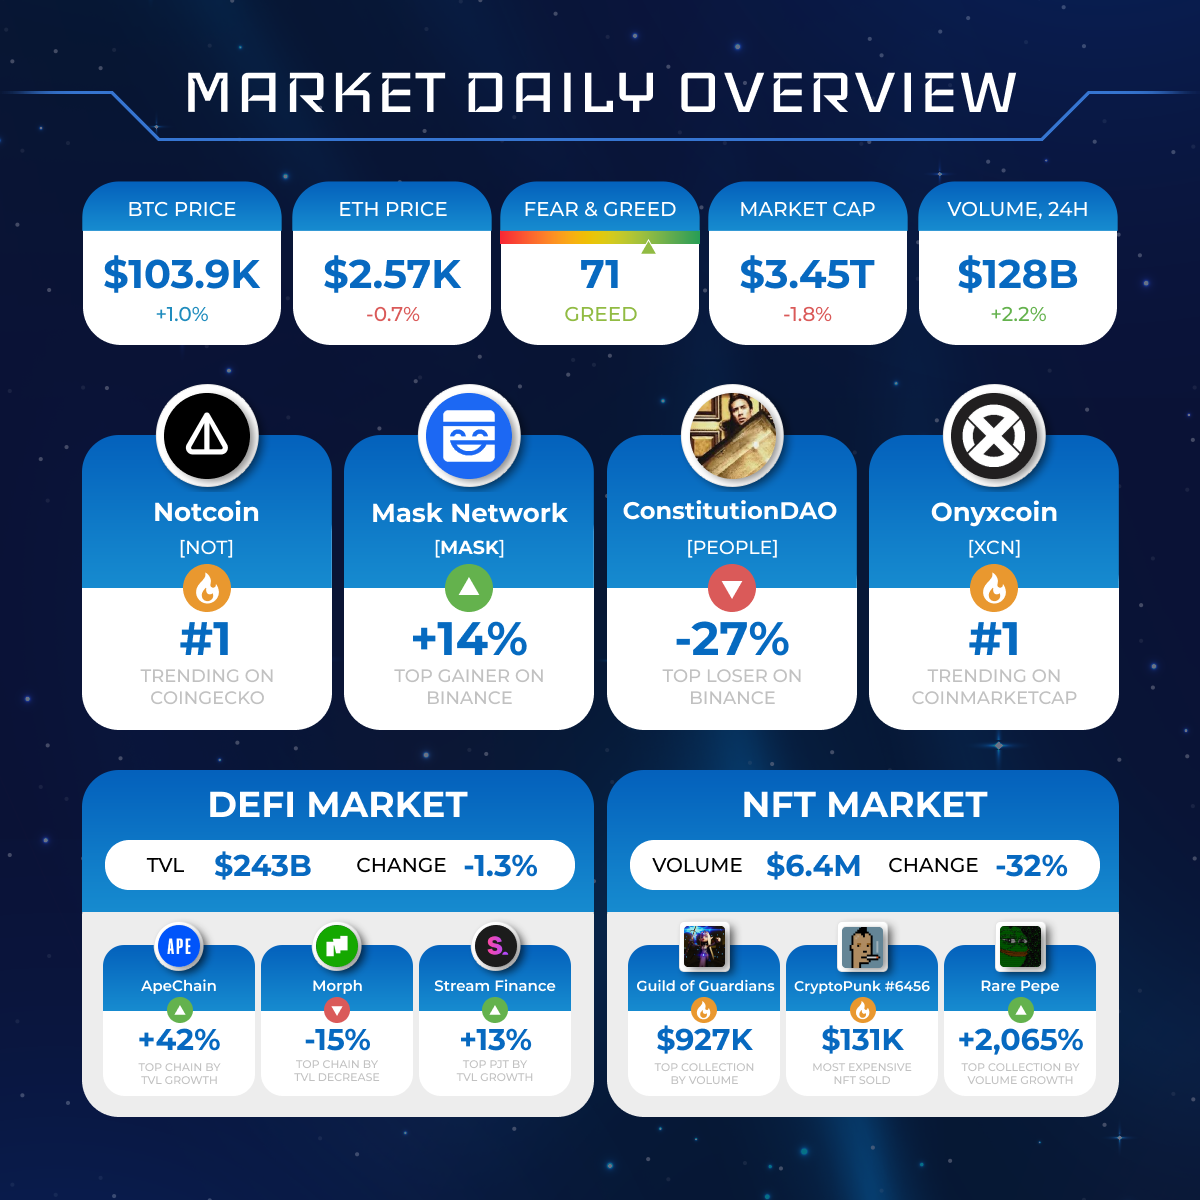 MARKET DAILY OVERVIEW
BTC PRICE
$103.9K
+1.0%
ETH PRICE
$2.57K
-0.7%
FEAR & GREED
71
GREED
MARKET CAP
$3.45T
-1.8%
VOLUME, 24H
$128B
+2.2%
Notcoin
[NOT]
#1
TRENDING ON
COINGECKO
Mask Network
[MASK]
+14%
TOP GAINER ON
BINANCE
ConstitutionDAO
[PEOPLE]
-27%
TOP LOSER ON
BINANCE
Onyxcoin
[XCN]
#1
TRENDING ON
COINMARKETCAP
DEFI MARKET
TVL $243B CHANGE -1.3%
APE
ApeChain
+42%
TOP CHAIN BY
TVL GROWTH
Morph
-15%
TOP CHAIN BY
TVL DECREASE
S.
Stream Finance
+13%
TOP PJT BY
TVL GROWTH
NFT MARKET
VOLUME $6.4M CHANGE -32%
Guild of Guardians
$927K
TOP COLLECTION
BY VOLUME
CryptoPunk #6456
$131K
MOST EXPENSIVE
NFT SOLD
Rare Pepe
+2,065%
TOP COLLECTION BY
VOLUME GROWTH